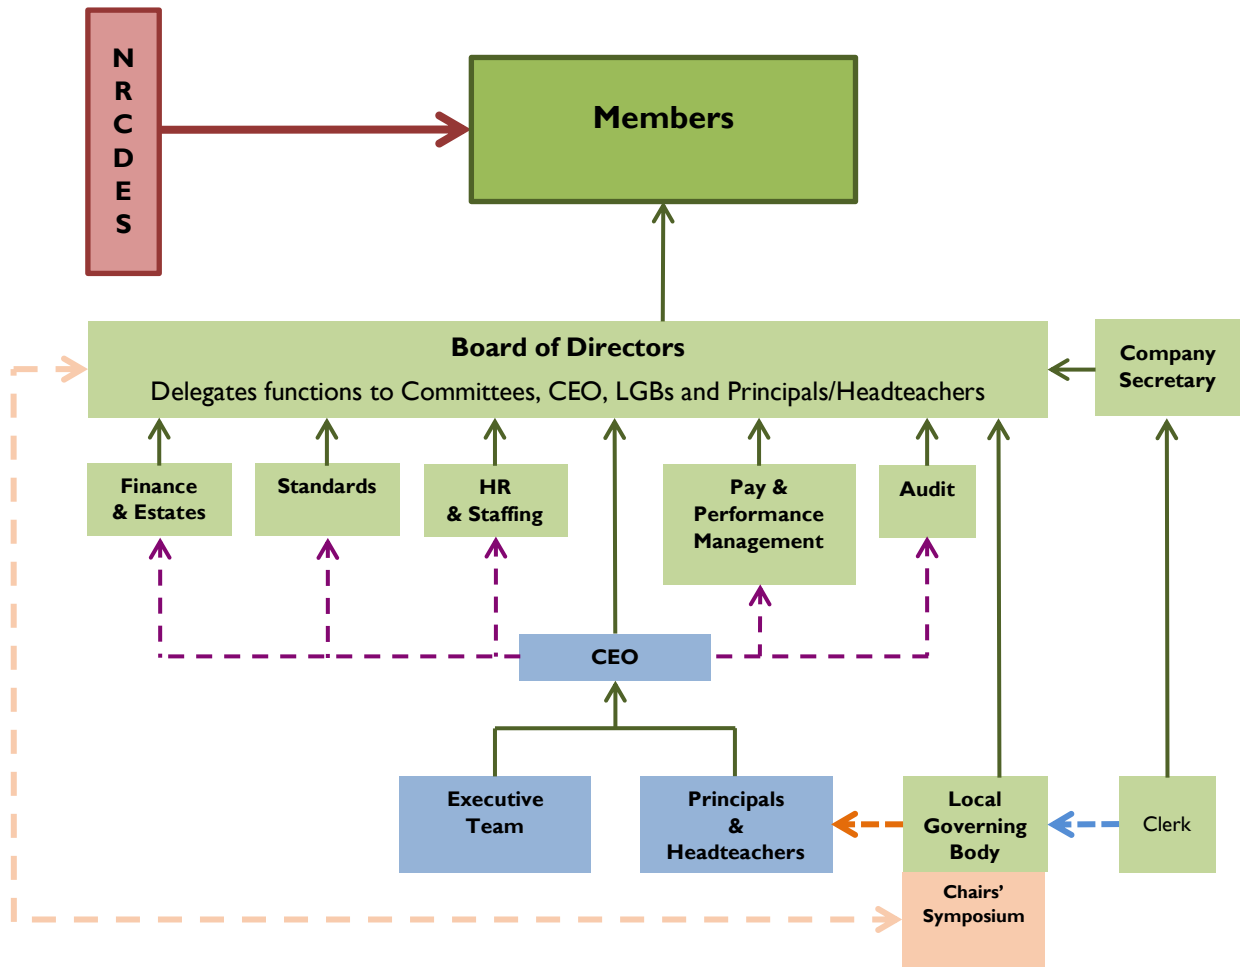 N
R
C
D
E
S
Members
Board of Directors
Delegates functions to Committees, CEO, LGBs and Principals/Headteachers
Company
Secretary
Finance
& Estates
Standards
HR
& Staffing
Pay &
Performance
Management
Audit
CEO
Executive
Team
Principals
&
Headteachers
Local
Governing
Body
Clerk
Chairs’
Symposium